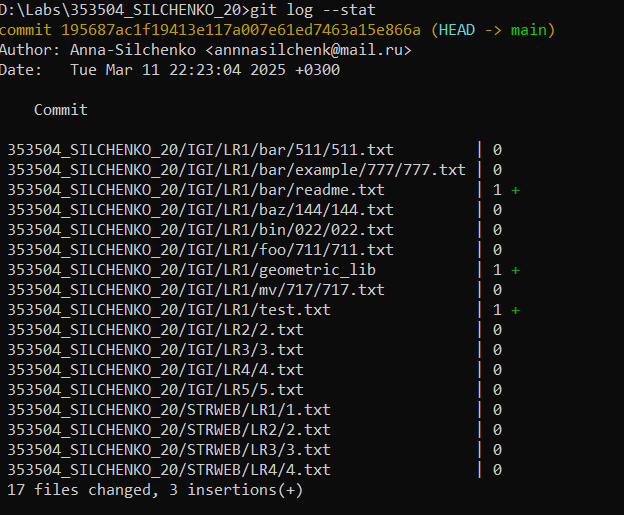 D:\Labs\353504_SILCHENKO_20>git log --stat
commit 195687ac1f19413e117a007e61ed7463a15e866a (HEAD -> main)
Author: Anna-Silchenko <annnasilchenk@mail.ru>
Date:   Tue Mar 11 22:23:04 2025 +0300

    Commit

 353504_SILCHENKO_20/IGI/LR1/bar/511/511.txt         | 0
 353504_SILCHENKO_20/IGI/LR1/bar/example/777/777.txt | 0
 353504_SILCHENKO_20/IGI/LR1/bar/readme.txt          | 1 +
 353504_SILCHENKO_20/IGI/LR1/baz/144/144.txt         | 0
 353504_SILCHENKO_20/IGI/LR1/bin/022/022.txt         | 0
 353504_SILCHENKO_20/IGI/LR1/foo/711/711.txt         | 0
 353504_SILCHENKO_20/IGI/LR1/geometric_lib           | 1 +
 353504_SILCHENKO_20/IGI/LR1/mv/717/717.txt          | 0
 353504_SILCHENKO_20/IGI/LR1/test.txt                | 1 +
 353504_SILCHENKO_20/IGI/LR2/2.txt                   | 0
 353504_SILCHENKO_20/IGI/LR3/3.txt                   | 0
 353504_SILCHENKO_20/IGI/LR4/4.txt                   | 0
 353504_SILCHENKO_20/IGI/LR5/5.txt                   | 0
 353504_SILCHENKO_20/STRWEB/LR1/1.txt                | 0
 353504_SILCHENKO_20/STRWEB/LR2/2.txt                | 0
 353504_SILCHENKO_20/STRWEB/LR3/3.txt                | 0
 353504_SILCHENKO_20/STRWEB/LR4/4.txt                | 0
 17 files changed, 3 insertions(+)